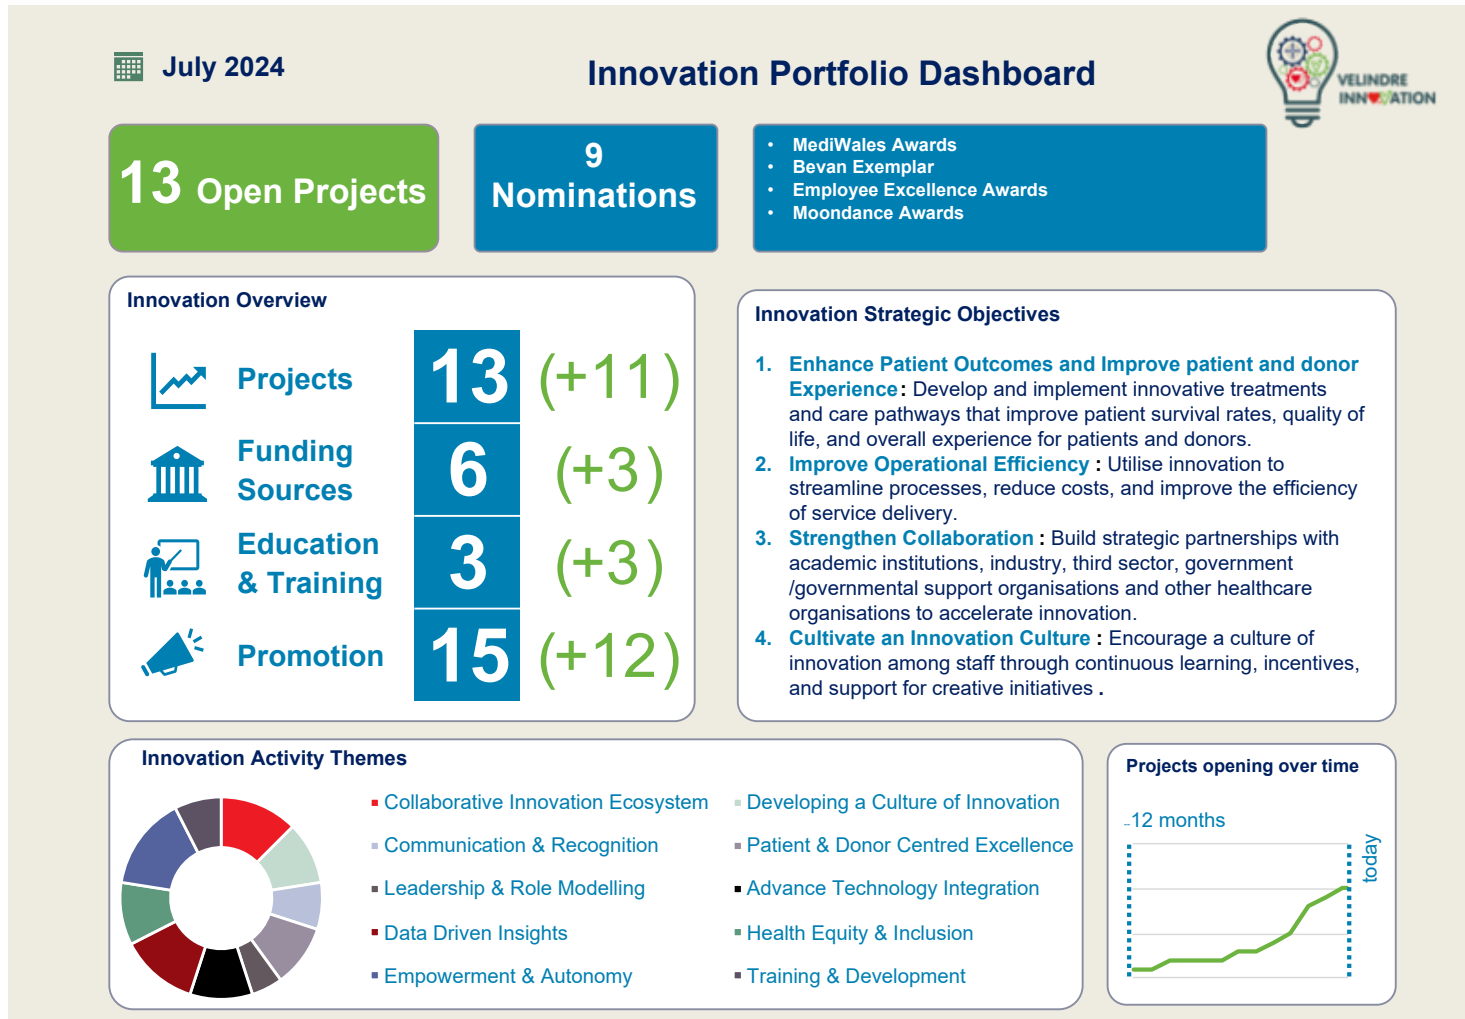 July 2024
Innovation Portfolio Dashboard
VELINDRE
INNOVATION
13 Open Projects
9
Nominations
• MediWales Awards
• Bevan Exemplar
• Employee Excellence Awards
• Moondance Awards
Innovation Overview
Projects 13 (+11)
Funding
Sources 6 (+3)
Education
& Training 3 (+3)
Promotion 15 (+12)
Innovation Strategic Objectives
1. Enhance Patient Outcomes and Improve patient and donor
Experience : Develop and implement innovative treatments
and care pathways that improve patient survival rates, quality of
life, and overall experience for patients and donors.
2. Improve Operational Efficiency : Utilise innovation to
streamline processes, reduce costs, and improve the efficiency
of service delivery.
3. Strengthen Collaboration : Build strategic partnerships with
academic institutions, industry, third sector, government
/governmental support organisations and other healthcare
organisations to accelerate innovation.
4. Cultivate an Innovation Culture : Encourage a culture of
innovation among staff through continuous learning, incentives,
and support for creative initiatives .
Innovation Activity Themes
Collaborative Innovation Ecosystem
Developing a Culture of Innovation
Communication & Recognition
Patient & Donor Centred Excellence
Leadership & Role Modelling
Advance Technology Integration
Data Driven Insights
Health Equity & Inclusion
Empowerment & Autonomy
Training & Development
Projects opening over time
-12 months
today